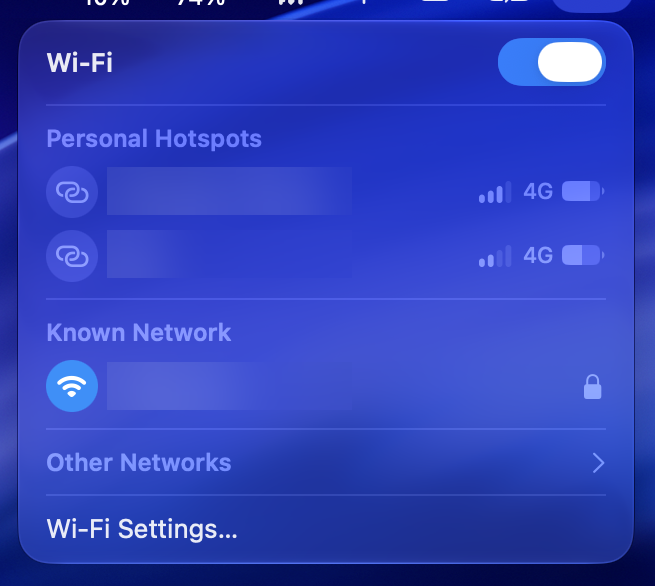 Wi-Fi
Personal Hotspots
4G
4G
Known Network
Other Networks
Wi-Fi Settings...